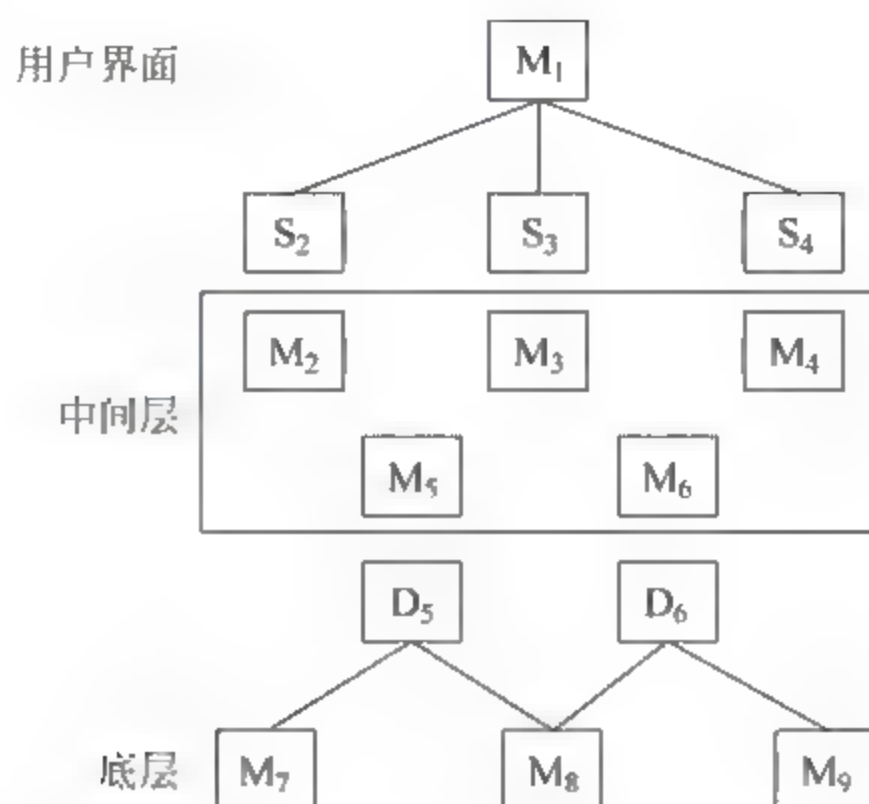 用户界面 M₁
S₂ S₃ S₄
M₂ M₃ M₄
中间层
M₅ M₆
D₅ D₆
底层 M₇ M₈ M₉